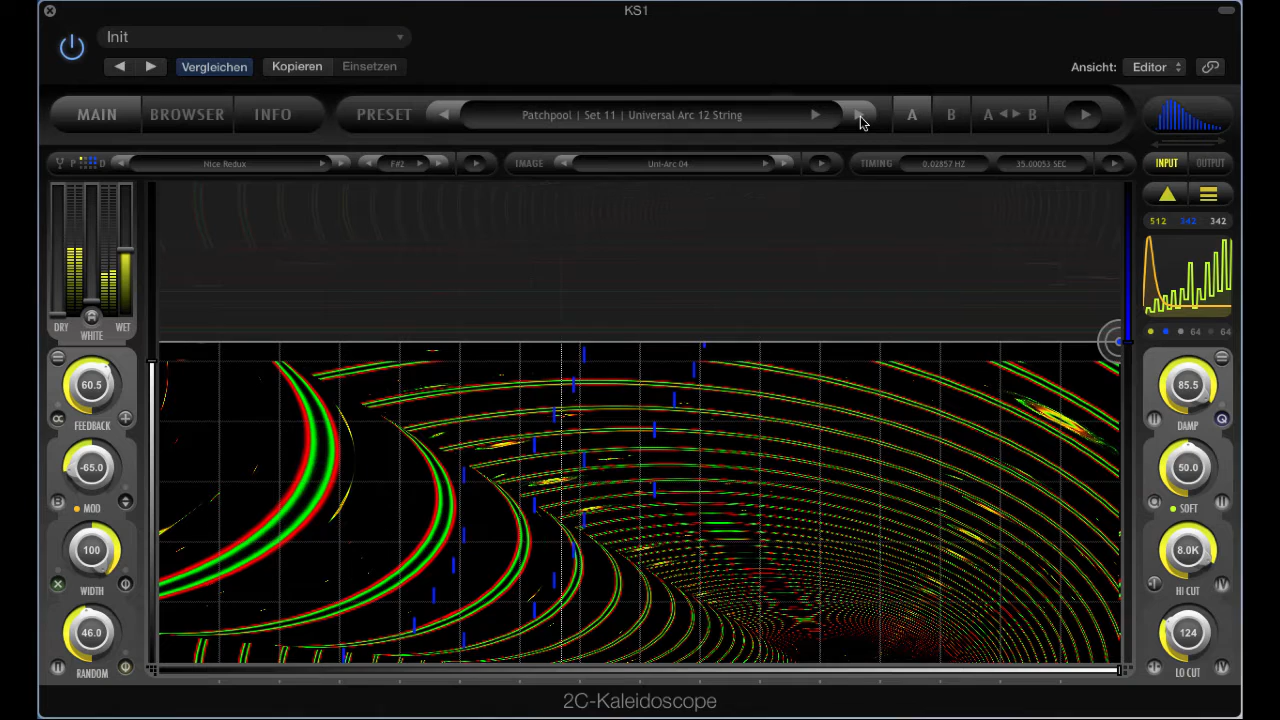 KS1
Init
Vergleichen Kopieren Einsetzen Ansicht: Editor
MAIN BROWSER INFO PRESET Patchpool | Set 11 | Universal Arc 12 String A B A B
P Nice Redux F#2 IMAGE Uni-Arc 04 TIMING 0.02857 HZ 35.00053 SEC INPUT OUTPUT
512 342 342
DRY WHITE WET
64 64
60.5
FEEDBACK
-65.0
MOD
100
WIDTH
46.0
RANDOM
85.5
DAMP
50.0
SOFT
8.0K
HI CUT
124
LO CUT
2C-Kaleidoscope